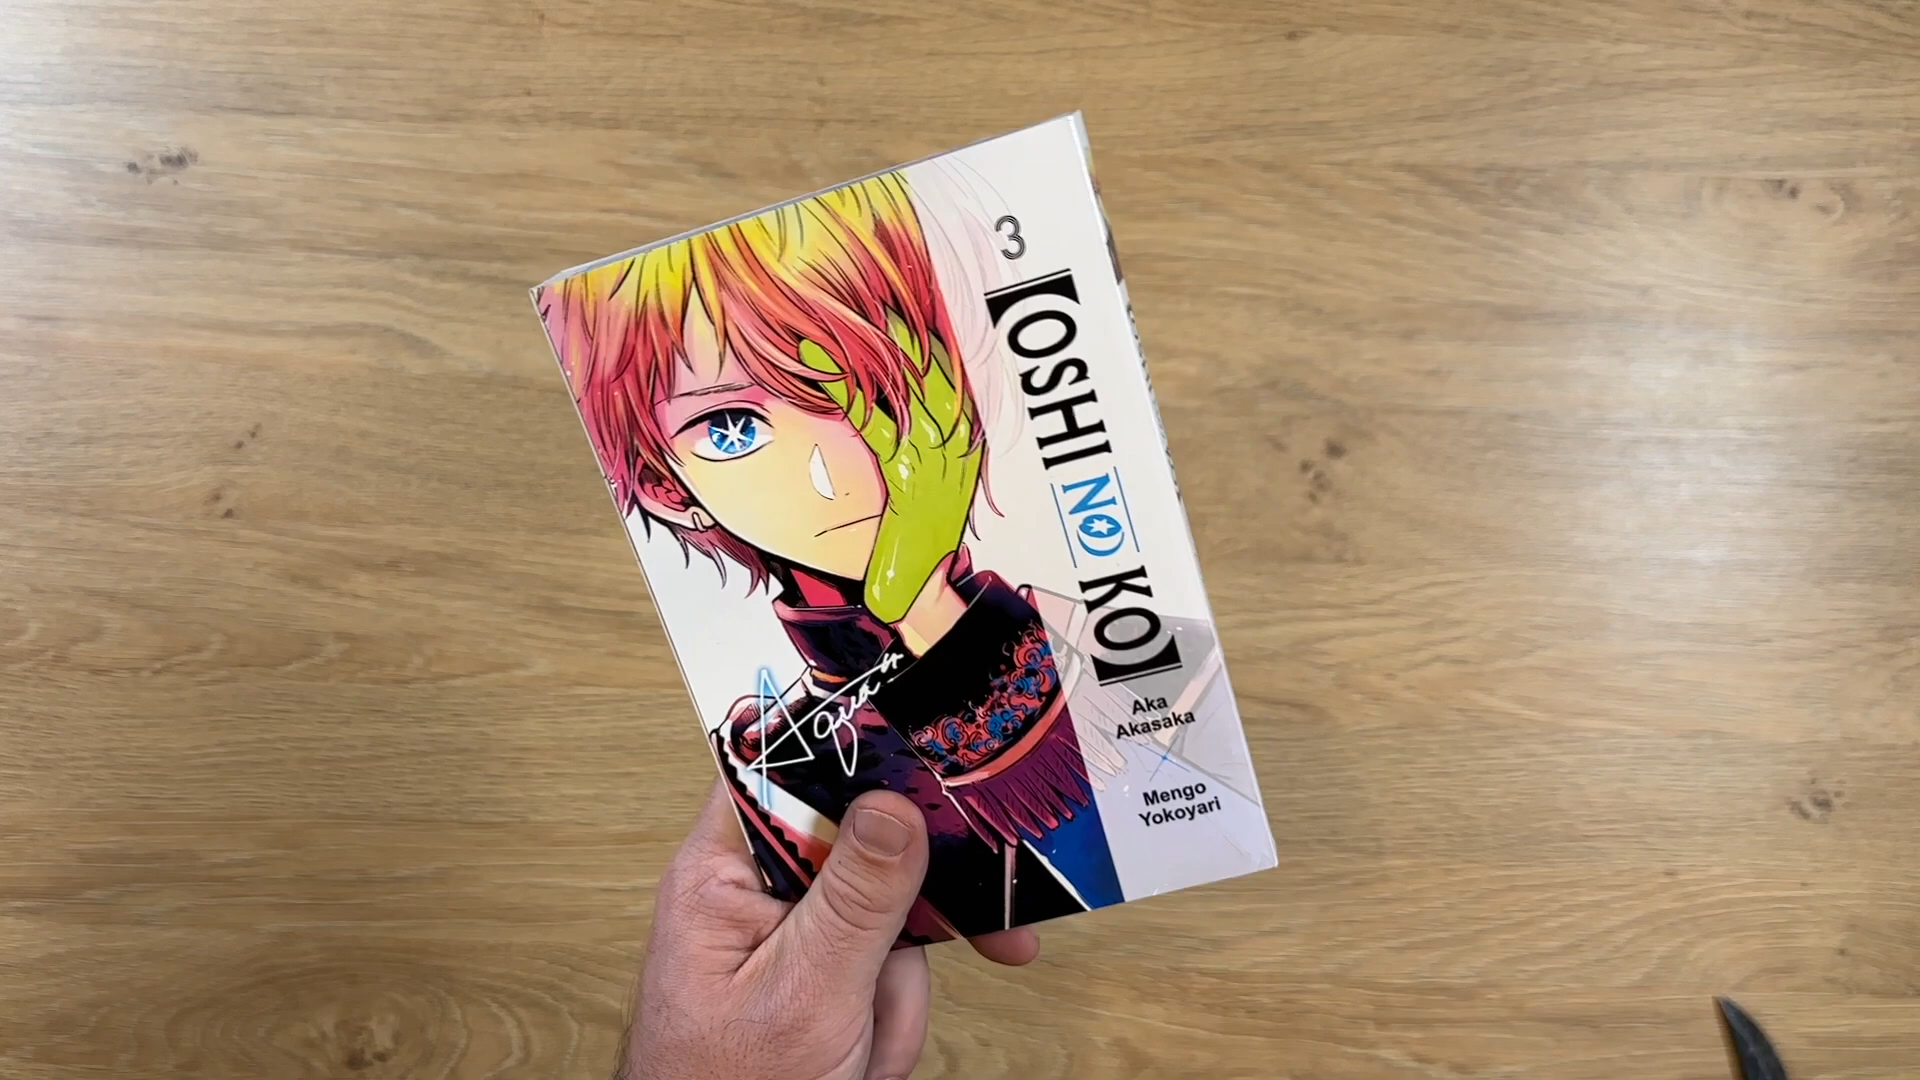 3
【OSHI NO KO】
Aka
Akasaka
Mengo
Yokoyari
Aqua